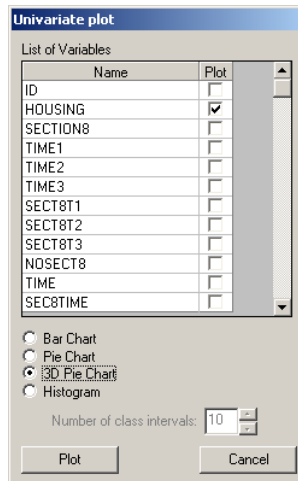 Univariate plot
List of Variables
Name Plot
ID
HOUSING
SECTION8
TIME1
TIME2
TIME3
SECT8T1
SECT8T2
SECT8T3
NOSECT8
TIME
SEC8TIME
Bar Chart
Pie Chart
3D Pie Chart
Histogram
Number of class intervals: 10
Plot Cancel